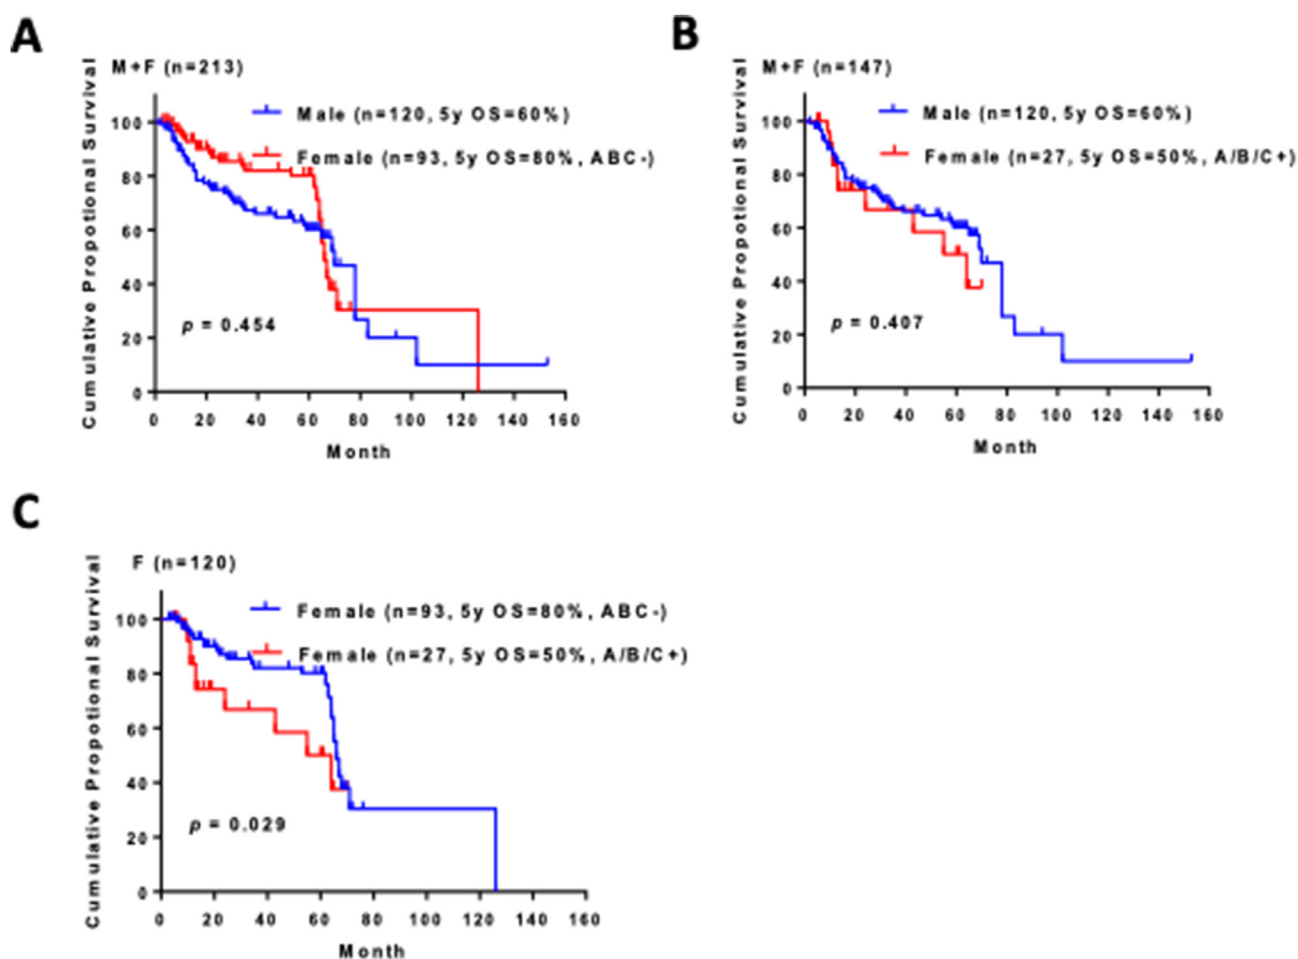 A
M+F (n=213)
Male (n=120, 5y OS=60%)
Female (n=93, 5y OS=80%, ABC-)
p = 0.454
Cumulative Propotional Survival
100
80
60
40
20
0
0 20 40 60 80 100 120 140 160
Month
B
M+F (n=147)
Male (n=120, 5y OS=60%)
Female (n=27, 5y OS=50%, A/B/C+)
p = 0.407
Cumulative Propotional Survival
100
80
60
40
20
0
0 20 40 60 80 100 120 140 160
Month
C
F (n=120)
Female (n=93, 5y OS=80%, ABC-)
Female (n=27, 5y OS=50%, A/B/C+)
p = 0.029
Cumulative Propotional Survival
100
80
60
40
20
0
0 20 40 60 80 100 120 140 160
Month